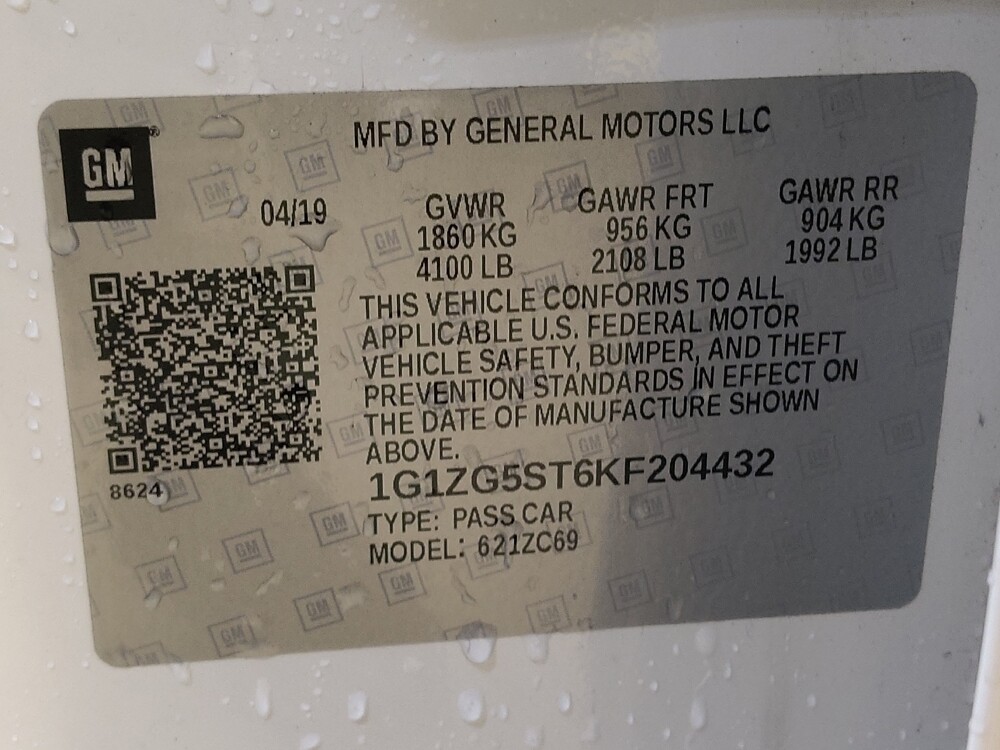 GM®
MFD BY GENERAL MOTORS LLC
04/19
GVWR GAWR FRT GAWR RR
1860 KG 956 KG 904 KG
4100 LB 2108 LB 1992 LB
THIS VEHICLE CONFORMS TO ALL
APPLICABLE U.S. FEDERAL MOTOR
VEHICLE SAFETY, BUMPER, AND THEFT
PREVENTION STANDARDS IN EFFECT ON
THE DATE OF MANUFACTURE SHOWN
ABOVE.
8624
1G1ZG5ST6KF204432
TYPE: PASS CAR
MODEL: 621ZC69